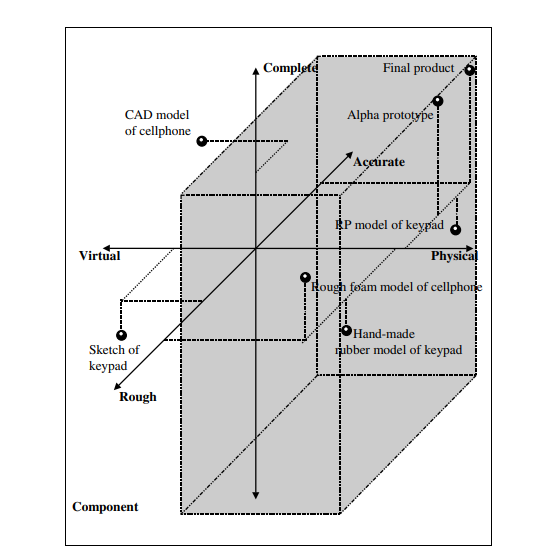 Complete
Final product
CAD model
of cellphone
Alpha prototype
Accurate
RP model of keypad
Virtual
Physical
Rough foam model of cellphone
Hand-made
rubber model of keypad
Sketch of
keypad
Rough
Component